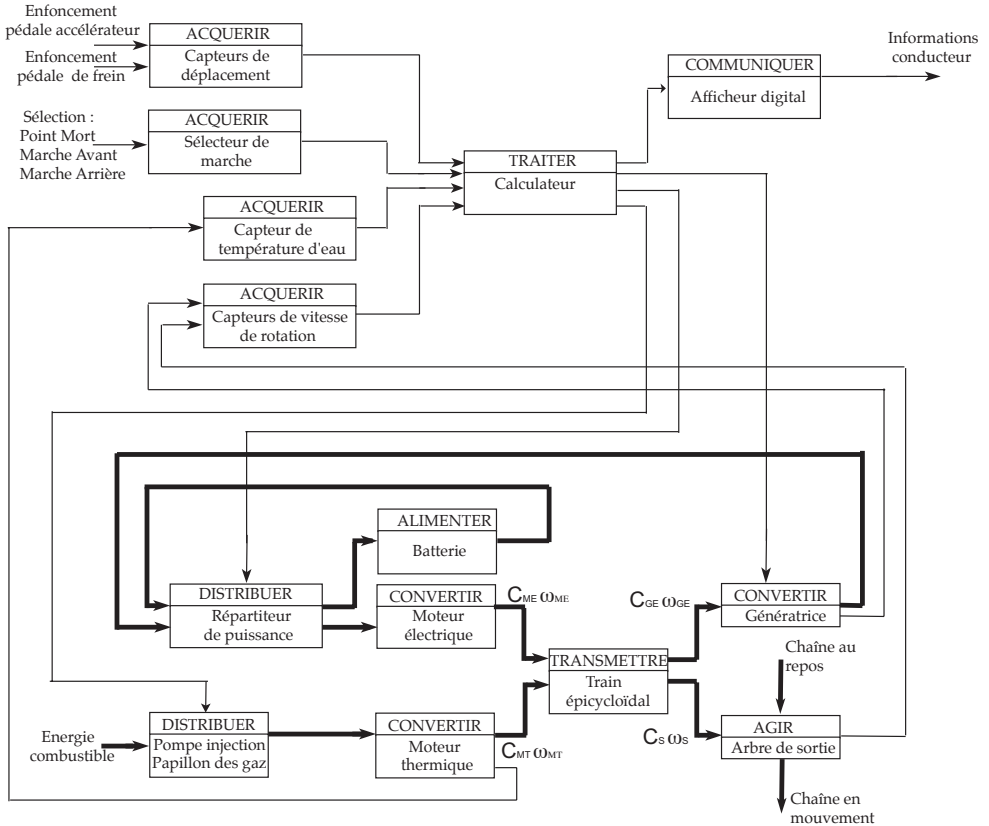 Enfoncement
pédale accélérateur
Enfoncement
pédale de frein
ACQUERIR
Capteurs de
déplacement
Informations
conducteur
COMMUNIQUER
Afficheur digital
Sélection :
Point Mort
Marche Avant
Marche Arrière
ACQUERIR
Sélecteur de
marche
TRAITER
Calculateur
ACQUERIR
Capteur de
température d'eau
ACQUERIR
Capteurs de vitesse
de rotation
ALIMENTER
Batterie
DISTRIBUER
Répartiteur
de puissance
CONVERTIR
Moteur
électrique
CME ωME
CGE ωGE
CONVERTIR
Génératrice
TRANSMETTRE
Train
épicycloïdal
Chaîne au
repos
Energie
combustible
DISTRIBUER
Pompe injection
Papillon des gaz
CONVERTIR
Moteur
thermique
CMT ωMT
CS ωS
AGIR
Arbre de sortie
Chaîne en
mouvement